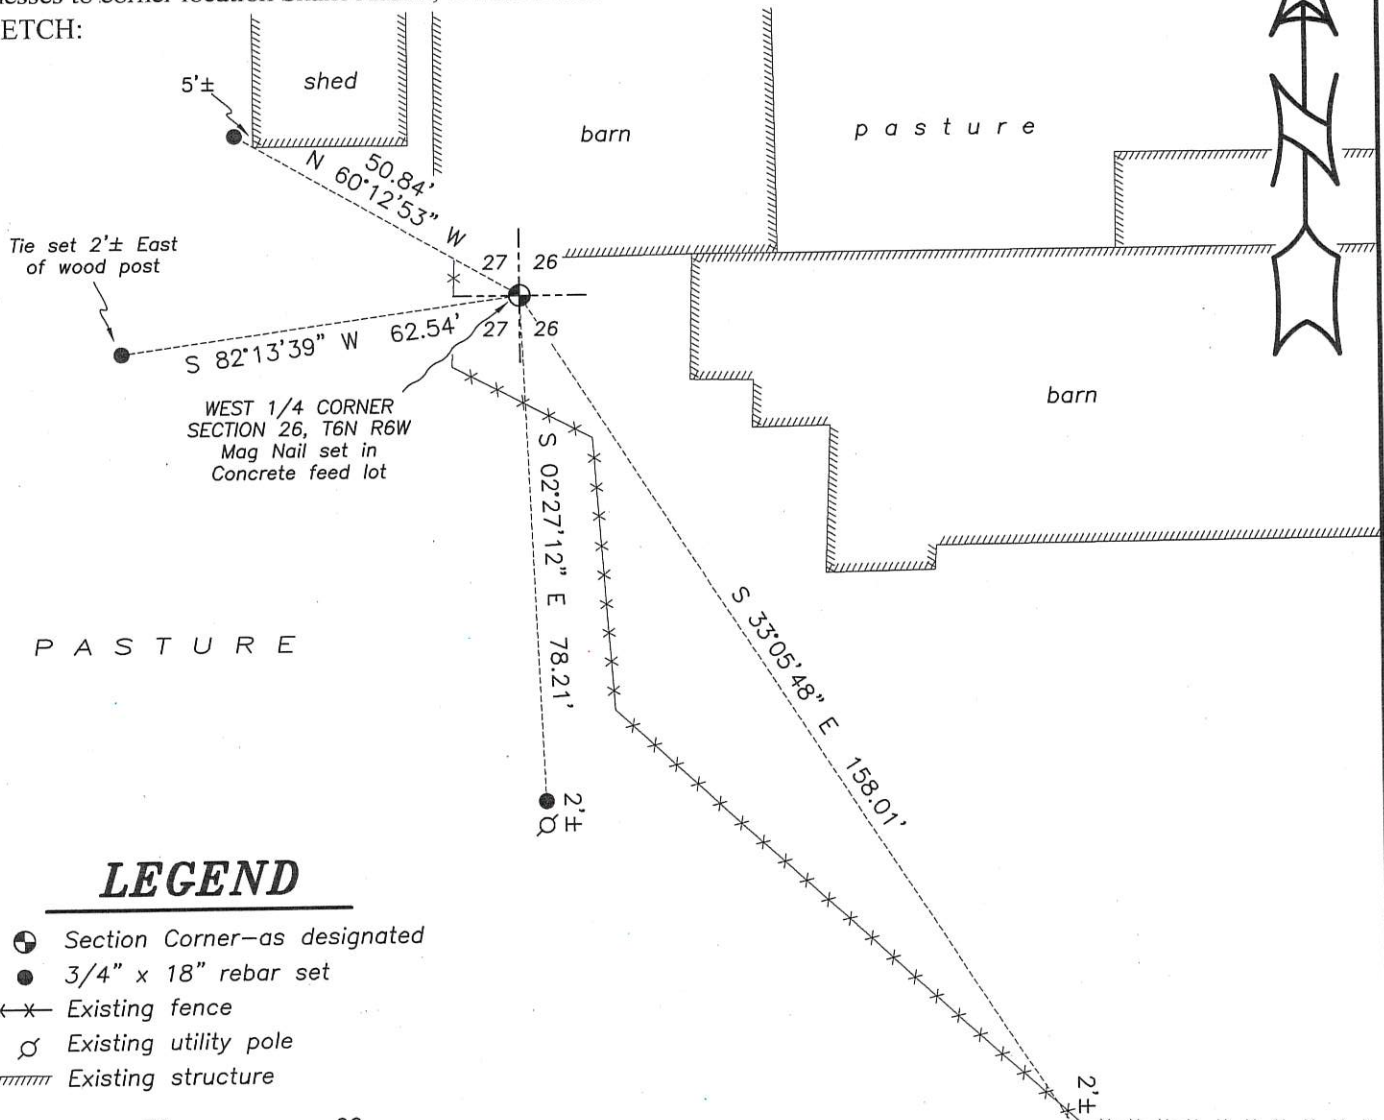 ETCH:
5'±
shed
barn
pasture
N 60°12'53" W
50.84'
Tie set 2'± East
of wood post
27 26
S 82°13'39" W 62.54'
27 26
WEST 1/4 CORNER
SECTION 26, T6N R6W
Mag Nail set in
Concrete feed lot
barn
S 02°27'12" E 78.21'
S 33°05'48" E 158.01'
PASTURE
2'±
LEGEND
Section Corner-as designated
3/4" x 18" rebar set
Existing fence
Existing utility pole
Existing structure
2'±